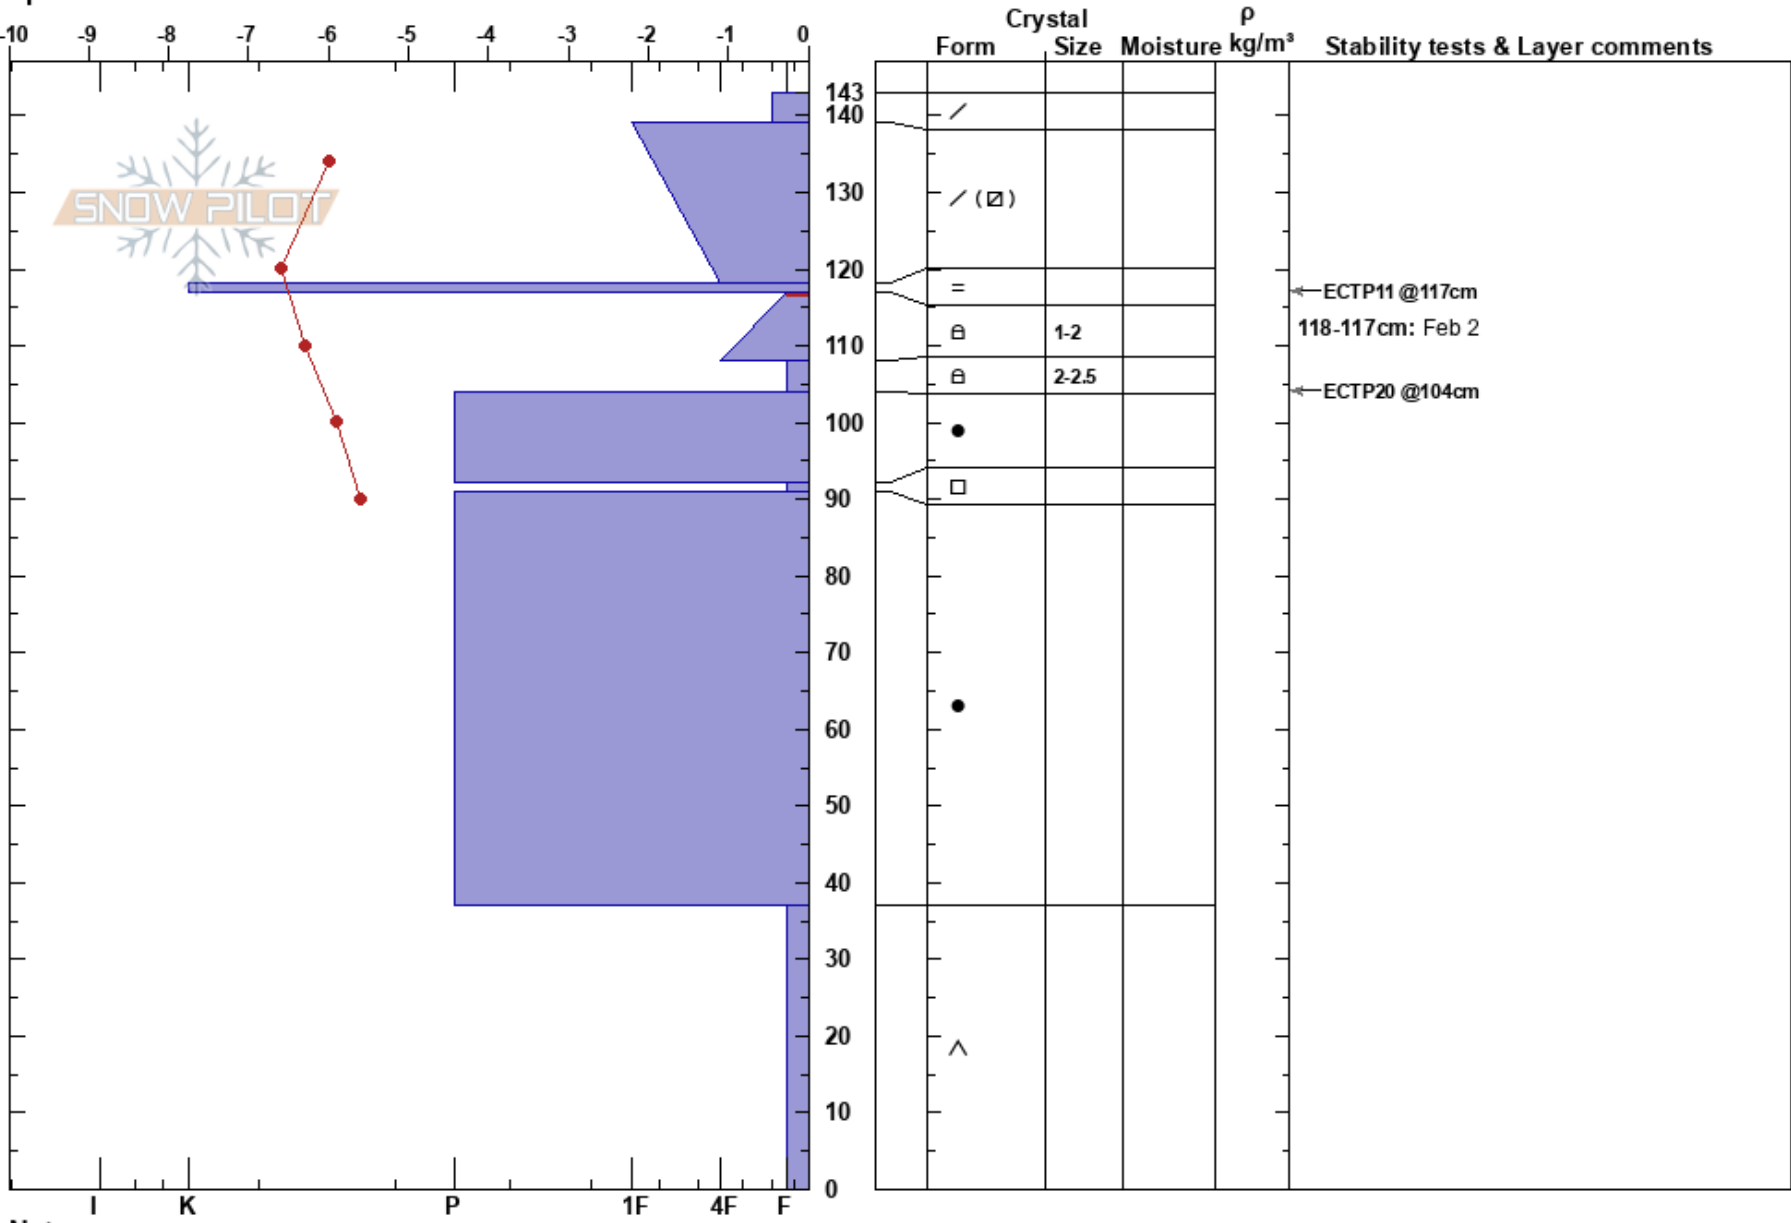 Crystal ρ
-10 -9 -8 -7 -6 -5 -4 -3 -2 -1 0 Form Size Moisture kg/m³ Stability tests & Layer comments
143
140
SNOW PILOT
130
120
ECTP11 @117cm
118-117cm: Feb 2
1-2
110
2-2.5
ECTP20 @104cm
100
90
80
70
60
50
40
30
20
10
0
I K P 1F 4F F